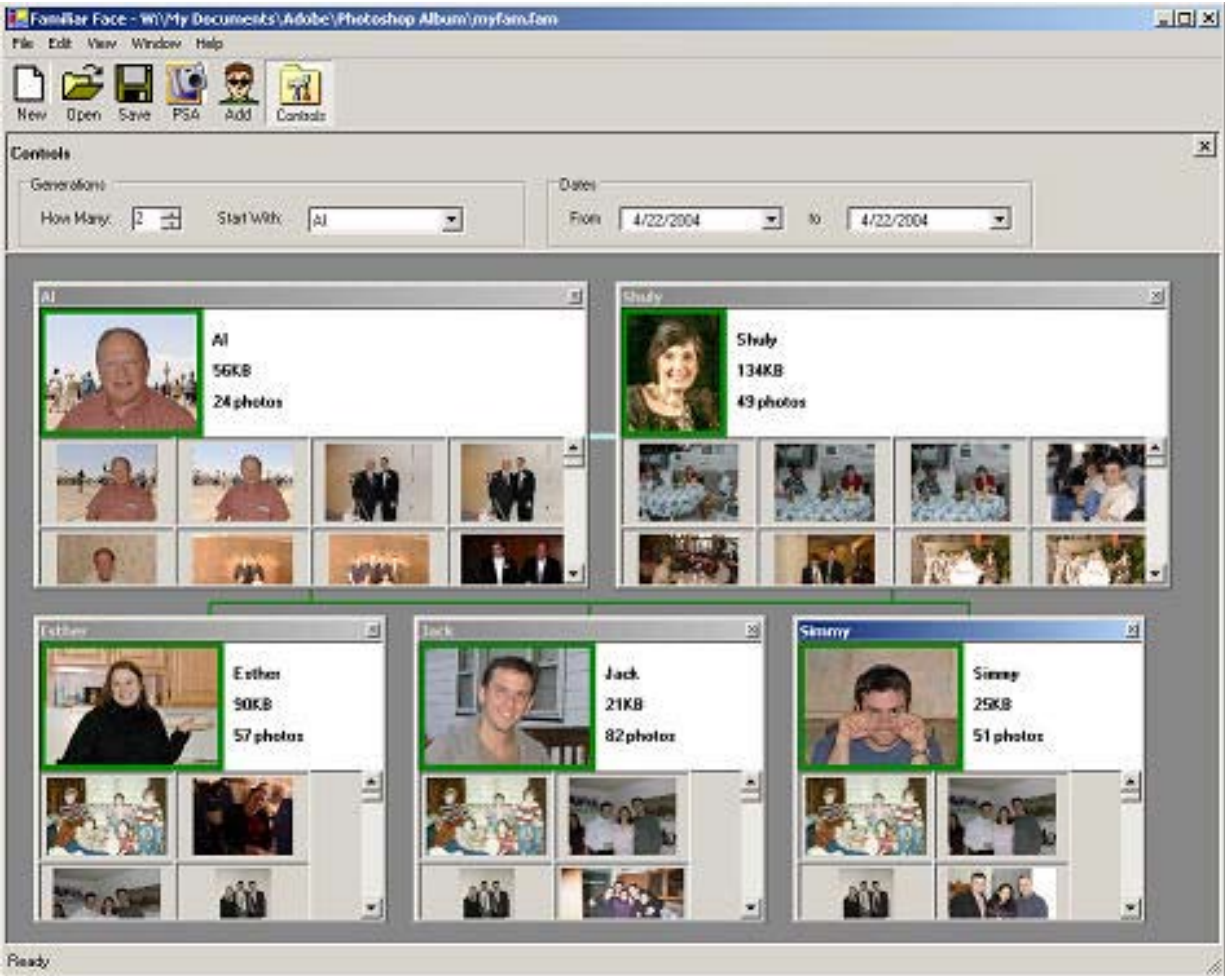 Familiar Face - W:\My Documents\Adobe\Photoshop Album\myfam.fam
File Edit View Window Help
New Open Save PSA Add Controls
Controls
Generations Dates
How Many: 2 Start With: Al From 4/22/2004 to 4/22/2004
Al Shuly
Al Shuly
56KB 134KB
24 photos 49 photos
Esther Jack Simmy
Esther Jack Simmy
90KB 21KB 25KB
57 photos 82 photos 51 photos
Ready